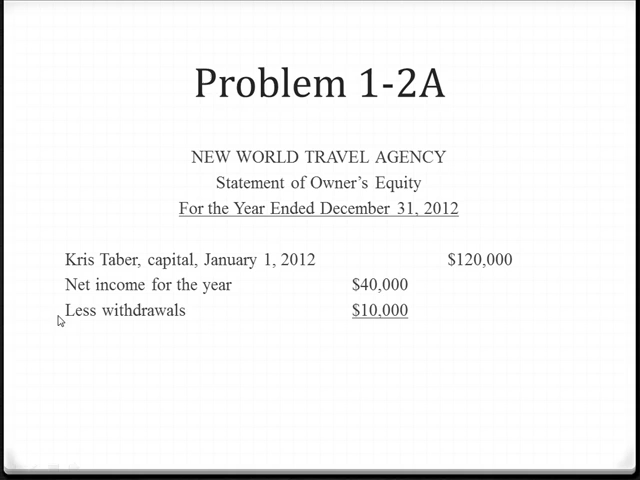 Problem 1-2A
NEW WORLD TRAVEL AGENCY
Statement of Owner’s Equity
For the Year Ended December 31, 2012
Kris Taber, capital, January 1, 2012 $120,000
Net income for the year $40,000
Less withdrawals $10,000